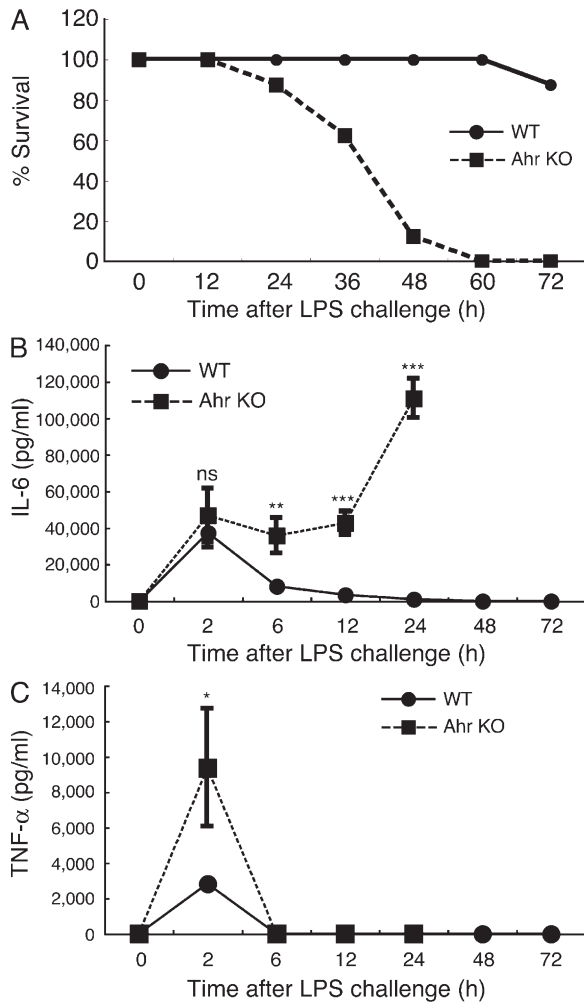 A
120
100
80
60
40
20
0
% Survival
WT
Ahr KO
0 12 24 36 48 60 72
Time after LPS challenge (h)
B
140,000
120,000
100,000
80,000
60,000
40,000
20,000
0
IL-6 (pg/ml)
WT
Ahr KO
ns
**
***
***
0 2 6 12 24 48 72
Time after LPS challenge (h)
C
14,000
12,000
10,000
8,000
6,000
4,000
2,000
0
TNF-α (pg/ml)
WT
Ahr KO
*
0 2 6 12 24 48 72
Time after LPS challenge (h)